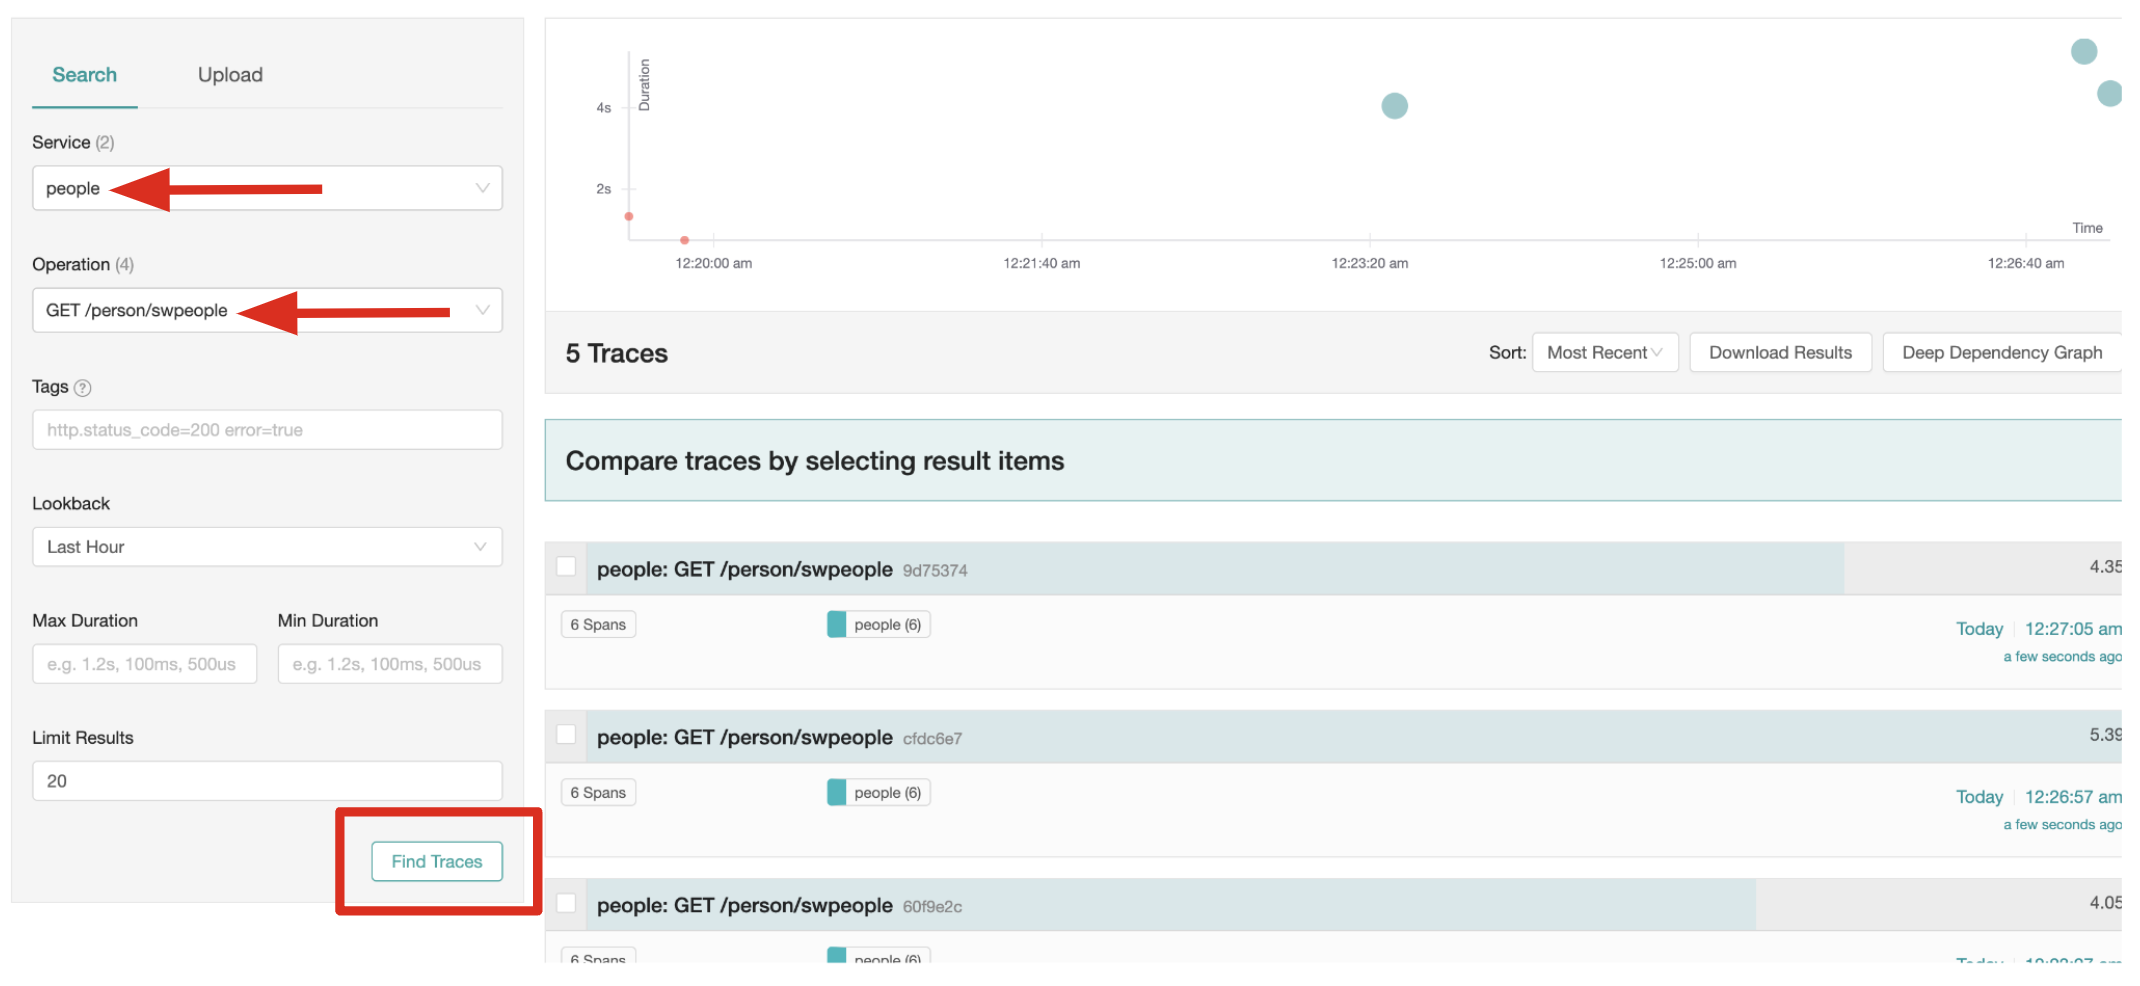 Search Upload
Service (2)
people
Operation (4)
GET /person/swpeople
Tags ?
http.status_code=200 error=true
Lookback
Last Hour
Max Duration Min Duration
e.g. 1.2s, 100ms, 500us e.g. 1.2s, 100ms, 500us
Limit Results
20
Find Traces
Duration
4s
2s
Time
12:20:00 am 12:21:40 am 12:23:20 am 12:25:00 am 12:26:40 am
5 Traces
Sort: Most Recent Download Results Deep Dependency Graph
Compare traces by selecting result items
people: GET /person/swpeople 9d75374 4.35
6 Spans people (6) Today 12:27:05 am
a few seconds ago
people: GET /person/swpeople cfdc6e7 5.39
6 Spans people (6) Today 12:26:57 am
a few seconds ago
people: GET /person/swpeople 60f9e2c 4.05
6 Spans people (6) Today